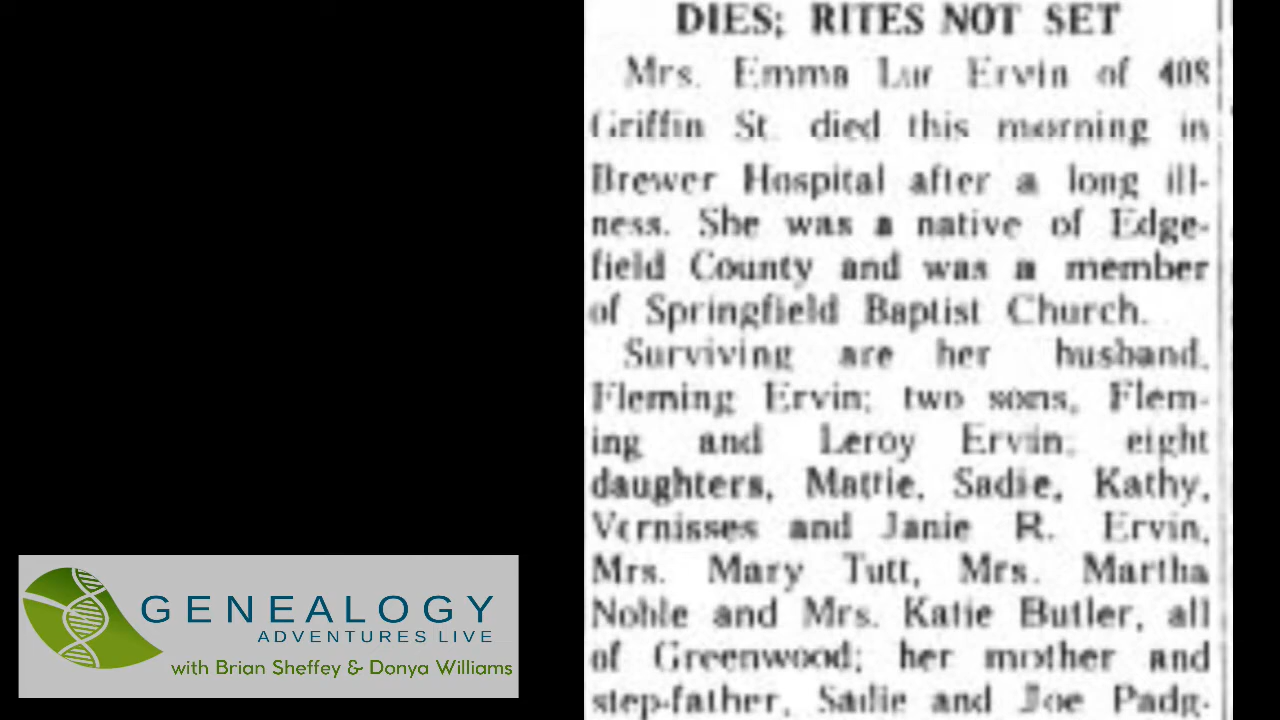 DIES; RITES NOT SET
Mrs. Emma Lur Ervin of 408
Griffin St. died this morning in
Brewer Hospital after a long ill-
ness. She was a native of Edge-
field County and was a member
of Springfield Baptist Church.
Surviving are her husband,
Fleming Ervin; two sons, Flem-
ing and Leroy Ervin; eight
daughters, Mattie, Sadie, Kathy,
Vernisses and Janie R. Ervin,
Mrs. Mary Tutt, Mrs. Martha
Noble and Mrs. Katie Butler, all
of Greenwood; her mother and
step-father, Sadie and Joe Padg-
GENEALOGY
ADVENTURES LIVE
with Brian Sheffey & Donya Williams